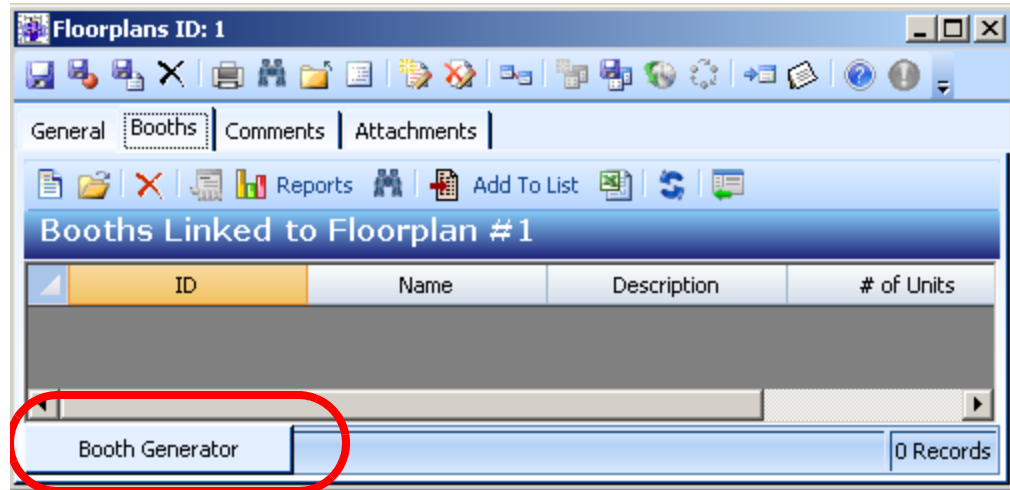 Floorplans ID: 1
General Booths Comments Attachments
Reports Add To List
Booths Linked to Floorplan #1
ID Name Description # of Units
Booth Generator 0 Records